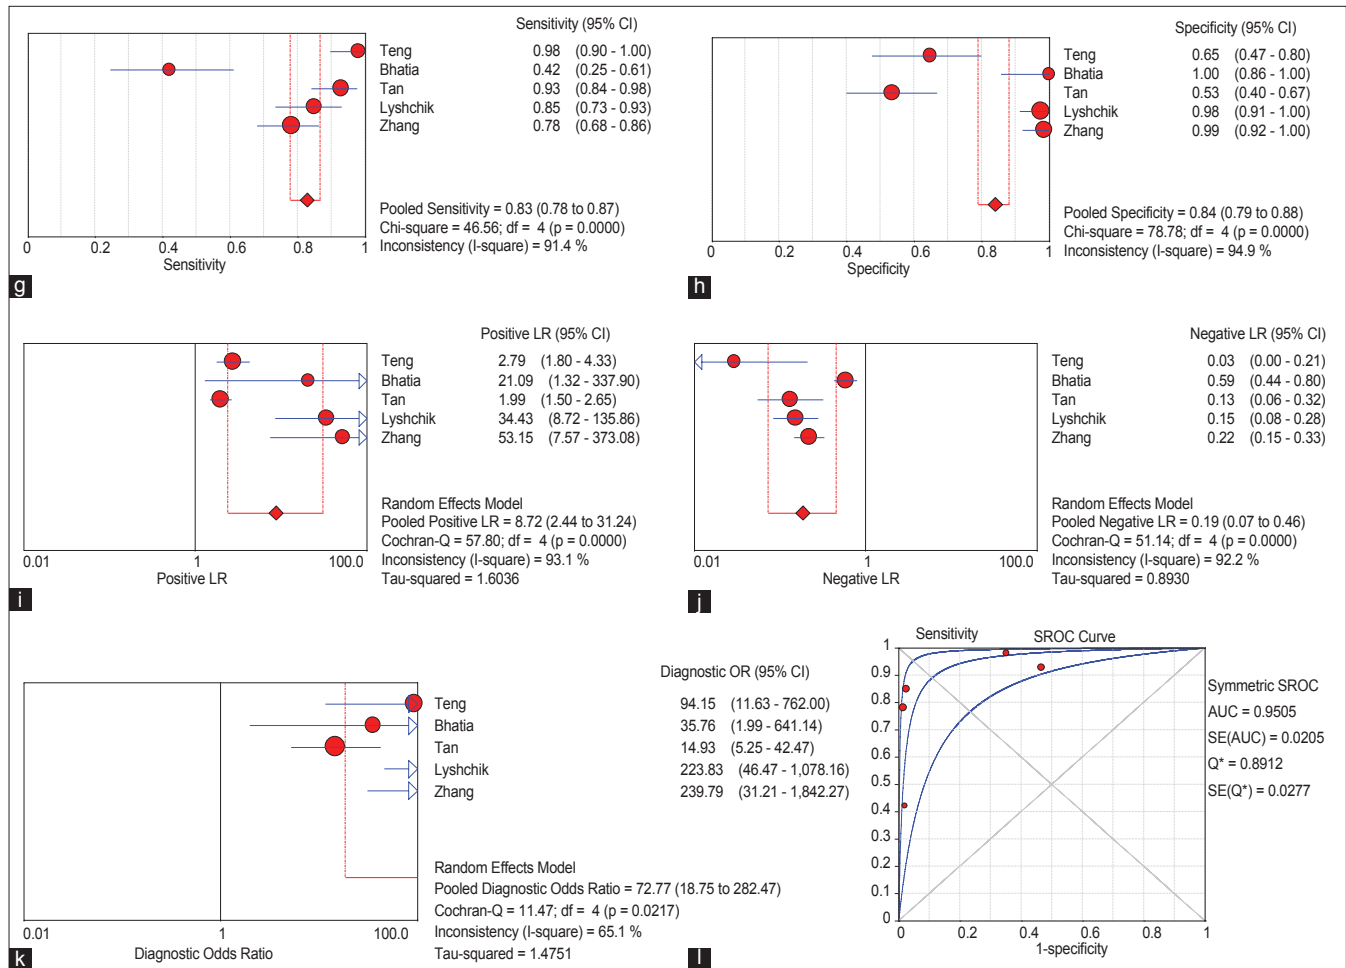 Sensitivity (95% CI)
Teng 0.98 (0.90 - 1.00)
Bhatia 0.42 (0.25 - 0.61)
Tan 0.93 (0.84 - 0.98)
Lyshchik 0.85 (0.73 - 0.93)
Zhang 0.78 (0.68 - 0.86)
Pooled Sensitivity = 0.83 (0.78 to 0.87)
Chi-square = 46.56; df = 4 (p = 0.0000)
Inconsistency (I-square) = 91.4 %
0 0.2 0.4 0.6 0.8 1
Sensitivity
g
Specificity (95% CI)
Teng 0.65 (0.47 - 0.80)
Bhatia 1.00 (0.86 - 1.00)
Tan 0.53 (0.40 - 0.67)
Lyshchik 0.98 (0.91 - 1.00)
Zhang 0.99 (0.92 - 1.00)
Pooled Specificity = 0.84 (0.79 to 0.88)
Chi-square = 78.78; df = 4 (p = 0.0000)
Inconsistency (I-square) = 94.9 %
0 0.2 0.4 0.6 0.8 1
Specificity
h
Positive LR (95% CI)
Teng 2.79 (1.80 - 4.33)
Bhatia 21.09 (1.32 - 337.90)
Tan 1.99 (1.50 - 2.65)
Lyshchik 34.43 (8.72 - 135.86)
Zhang 53.15 (7.57 - 373.08)
Random Effects Model
Pooled Positive LR = 8.72 (2.44 to 31.24)
Cochran-Q = 57.80; df = 4 (p = 0.0000)
Inconsistency (I-square) = 93.1 %
Tau-squared = 1.6036
0.01 1 100.0
Positive LR
i
Negative LR (95% CI)
Teng 0.03 (0.00 - 0.21)
Bhatia 0.59 (0.44 - 0.80)
Tan 0.13 (0.06 - 0.32)
Lyshchik 0.15 (0.08 - 0.28)
Zhang 0.22 (0.15 - 0.33)
Random Effects Model
Pooled Negative LR = 0.19 (0.07 to 0.46)
Cochran-Q = 51.14; df = 4 (p = 0.0000)
Inconsistency (I-square) = 92.2 %
Tau-squared = 0.8930
0.01 1 100.0
Negative LR
j
Diagnostic OR (95% CI)
Teng 94.15 (11.63 - 762.00)
Bhatia 35.76 (1.99 - 641.14)
Tan 14.93 (5.25 - 42.47)
Lyshchik 223.83 (46.47 - 1,078.16)
Zhang 239.79 (31.21 - 1,842.27)
Random Effects Model
Pooled Diagnostic Odds Ratio = 72.77 (18.75 to 282.47)
Cochran-Q = 11.47; df = 4 (p = 0.0217)
Inconsistency (I-square) = 65.1 %
Tau-squared = 1.4751
0.01 1 100.0
Diagnostic Odds Ratio
k
Sensitivity SROC Curve
1
0.9
0.8
0.7
0.6
0.5
0.4
0.3
0.2
0.1
0
Symmetric SROC
AUC = 0.9505
SE(AUC) = 0.0205
Q* = 0.8912
SE(Q*) = 0.0277
0 0.2 0.4 0.6 0.8 1
1-specificity
l